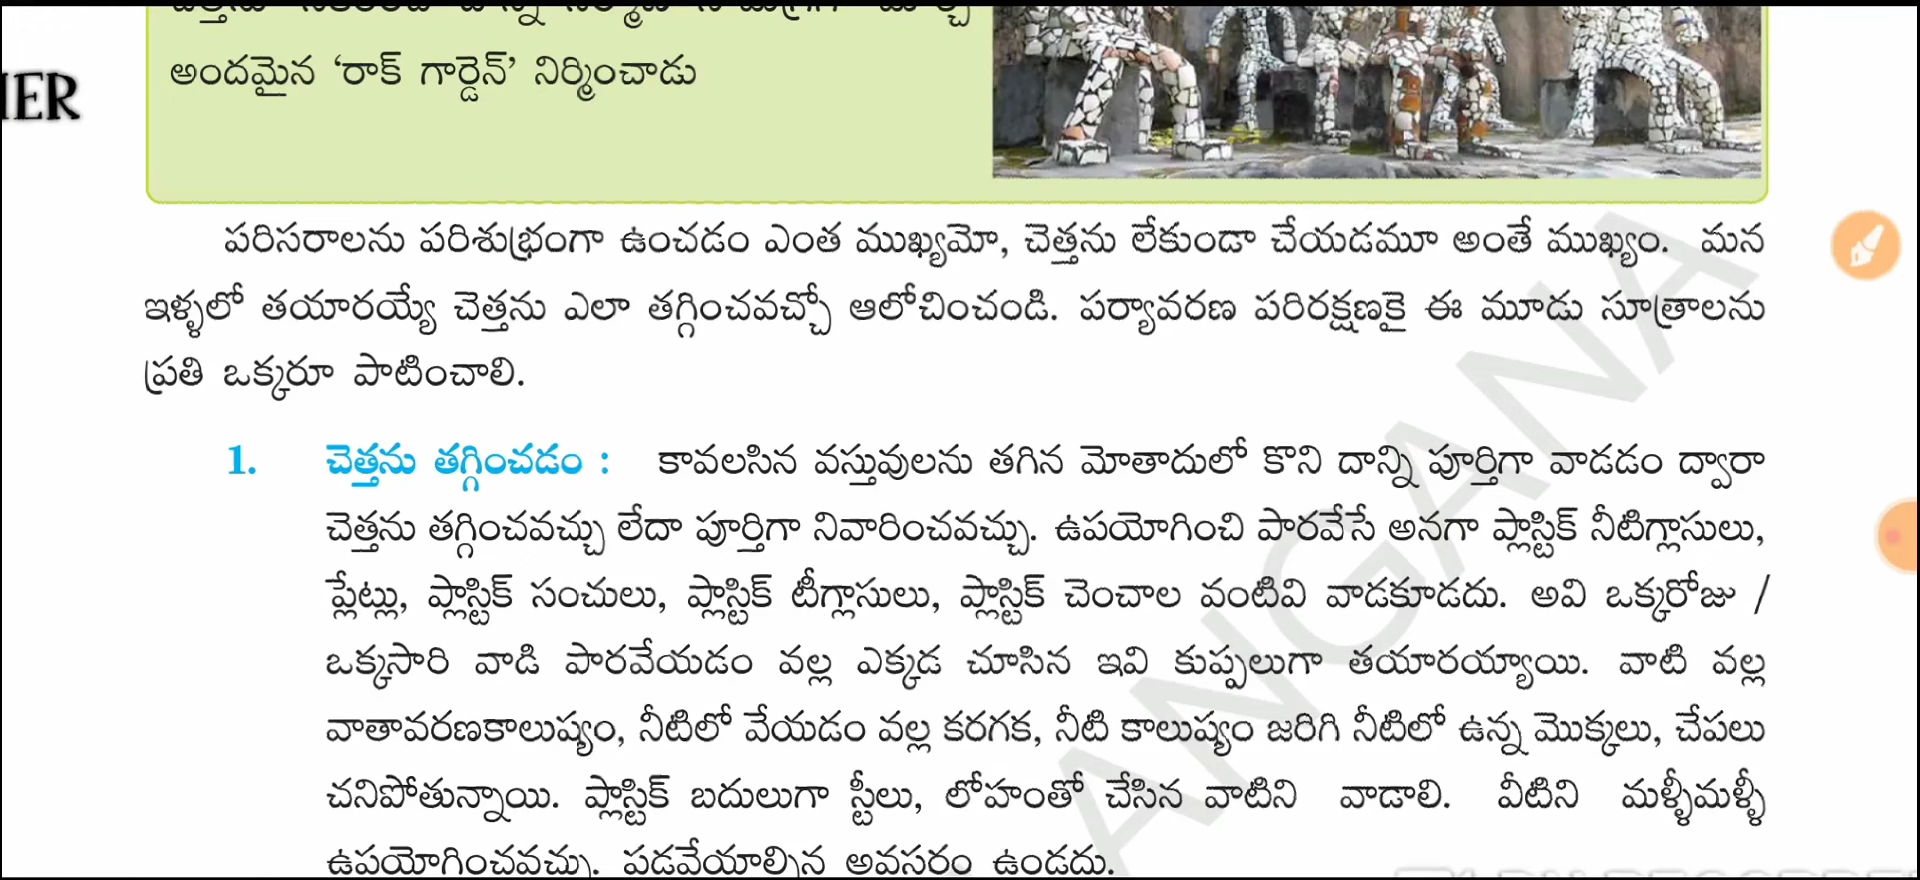 అందమైన ‘రాక్ గార్డెన్’ నిర్మించాడు
IER
పరిసరాలను పరిశుభ్రంగా ఉంచడం ఎంత ముఖ్యమో, చెత్తను లేకుండా చేయడమూ అంతే ముఖ్యం. మన
ఇళ్ళలో తయారయ్యే చెత్తను ఎలా తగ్గించవచ్చో ఆలోచించండి. పర్యావరణ పరిరక్షణకై ఈ మూడు సూత్రాలను
ప్రతి ఒక్కరూ పాటించాలి.
1. చెత్తను తగ్గించడం : కావలసిన వస్తువులను తగిన మోతాదులో కొని దాన్ని పూర్తిగా వాడడం ద్వారా
చెత్తను తగ్గించవచ్చు లేదా పూర్తిగా నివారించవచ్చు. ఉపయోగించి పారవేసే అనగా ప్లాస్టిక్ నీటిగ్లాసులు,
ప్లేట్లు, ప్లాస్టిక్ సంచులు, ప్లాస్టిక్ టీగ్లాసులు, ప్లాస్టిక్ చెంచాల వంటివి వాడకూడదు. అవి ఒక్కరోజు /
ఒక్కసారి వాడి పారవేయడం వల్ల ఎక్కడ చూసిన ఇవి కుప్పలుగా తయారయ్యాయి. వాటి వల్ల
వాతావరణకాలుష్యం, నీటిలో వేయడం వల్ల కరగక, నీటి కాలుష్యం జరిగి నీటిలో ఉన్న మొక్కలు, చేపలు
చనిపోతున్నాయి. ప్లాస్టిక్ బదులుగా స్టీలు, లోహంతో చేసిన వాటిని వాడాలి. వీటిని మళ్ళీమళ్ళీ
ఉపయోగించవచ్చు. పడవేయాల్సిన అవసరం ఉండదు.
ANGANA